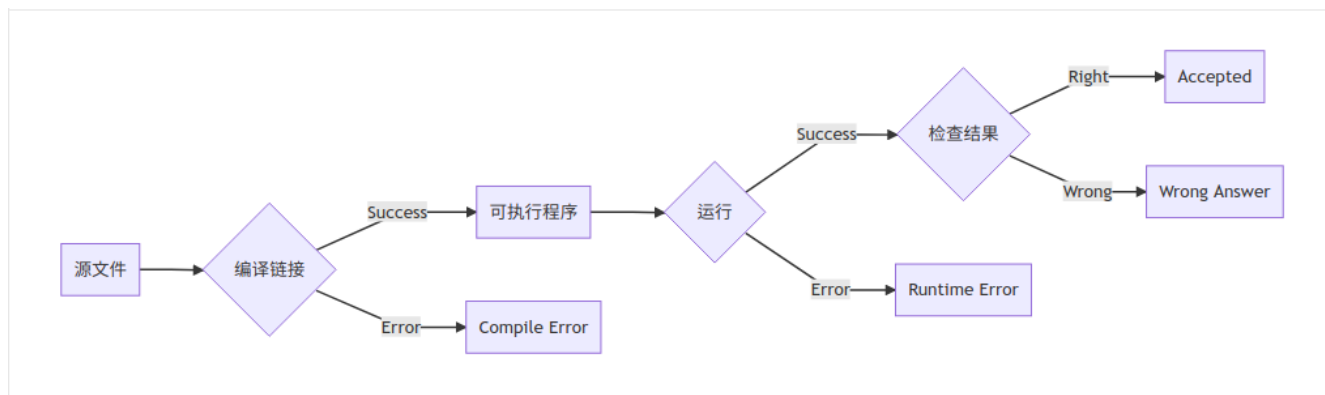 源文件
编译链接
Success
Error
可执行程序
Compile Error
运行
Success
Error
检查结果
Runtime Error
Right
Wrong
Accepted
Wrong Answer